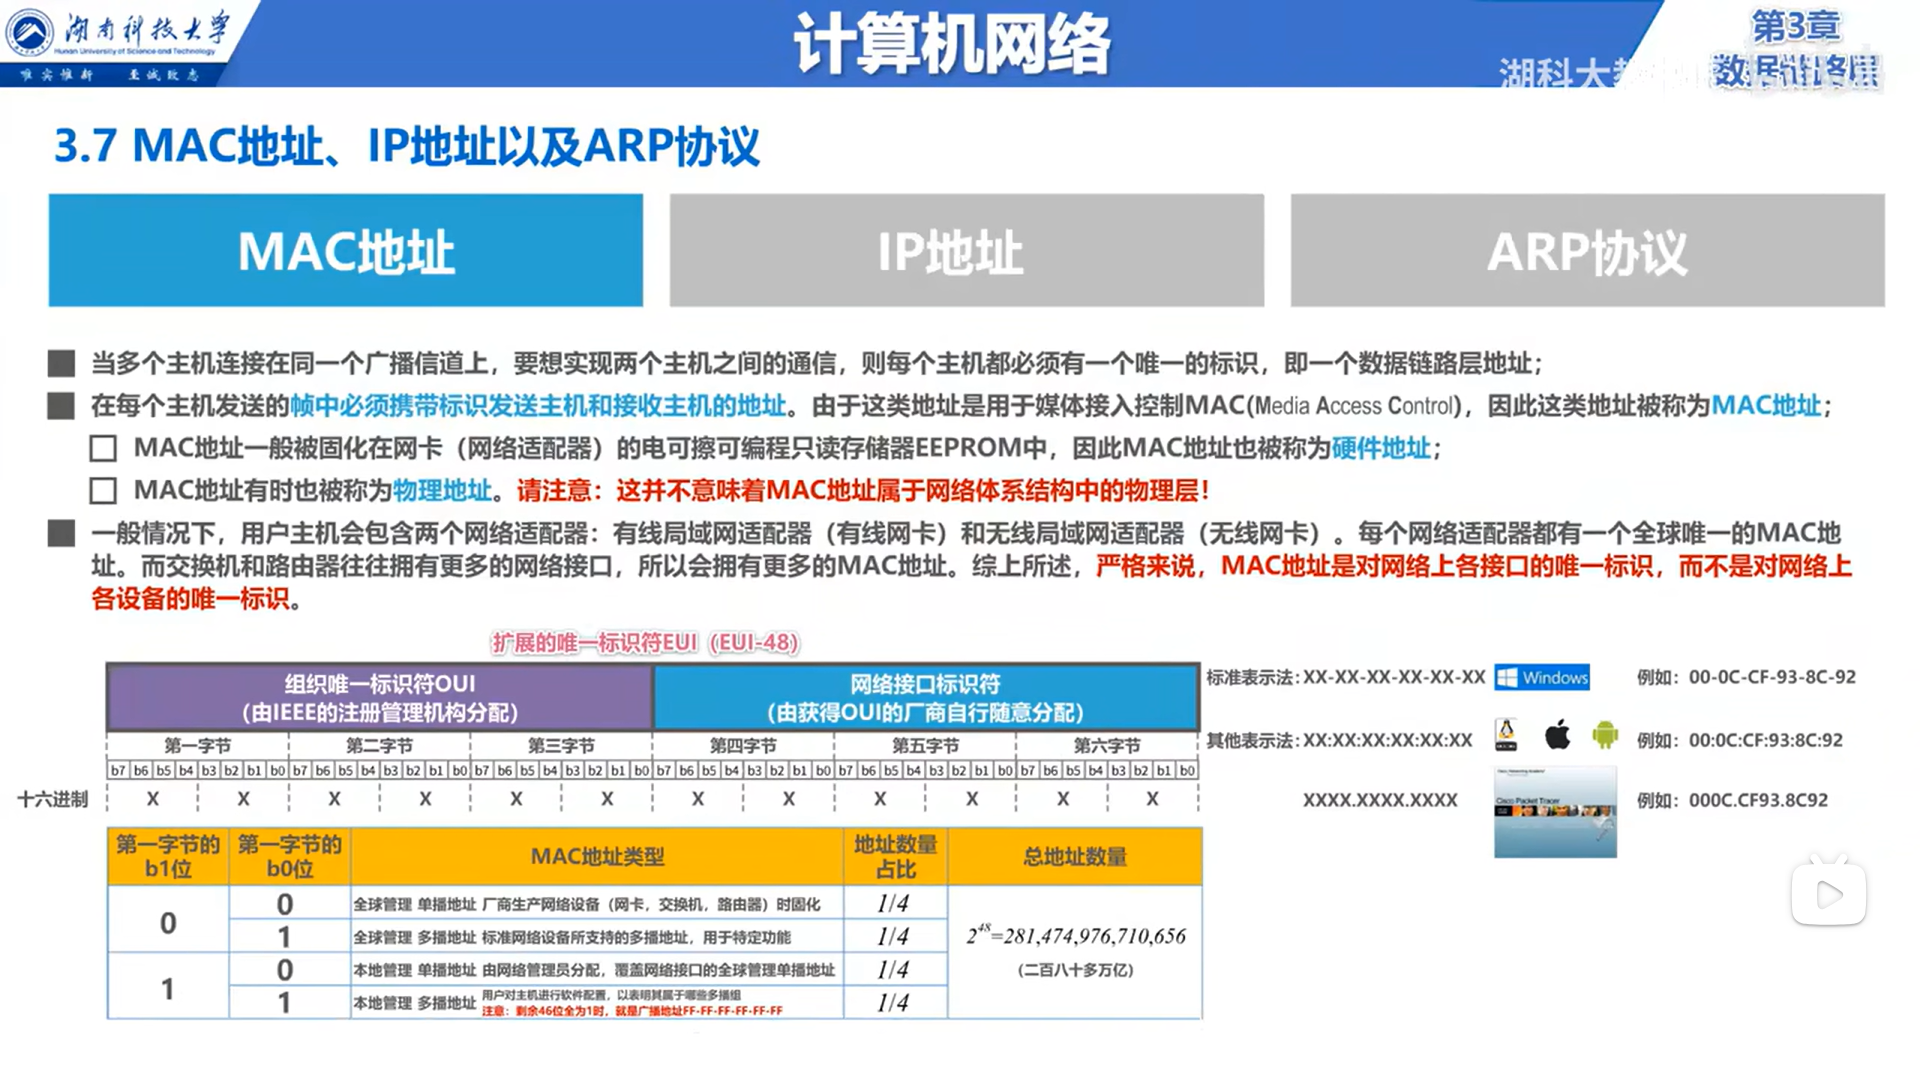 湖南科技大学
Hunan University of Science and Technology
唯实惟新 至诚致志
计算机网络
第3章
数据链路层
湖科大教
3.7 MAC地址、IP地址以及ARP协议
MAC地址
IP地址
ARP协议
当多个主机连接在同一个广播信道上，要想实现两个主机之间的通信，则每个主机都必须有一个唯一的标识，即一个数据链路层地址；
在每个主机发送的帧中必须携带标识发送主机和接收主机的地址。由于这类地址是用于媒体接入控制MAC(Media Access Control)，因此这类地址被称为MAC地址；
MAC地址一般被固化在网卡（网络适配器）的电可擦可编程只读存储器EEPROM中，因此MAC地址也被称为硬件地址；
MAC地址有时也被称为物理地址。请注意：这并不意味着MAC地址属于网络体系结构中的物理层！
一般情况下，用户主机会包含两个网络适配器：有线局域网适配器（有线网卡）和无线局域网适配器（无线网卡）。每个网络适配器都有一个全球唯一的MAC地
址。而交换机和路由器往往拥有更多的网络接口，所以会拥有更多的MAC地址。综上所述，严格来说，MAC地址是对网络上各接口的唯一标识，而不是对网络上
各设备的唯一标识。
扩展的唯一标识符EUI（EUI-48）
组织唯一标识符OUI
（由IEEE的注册管理机构分配）
网络接口标识符
（由获得OUI的厂商自行随意分配）
第一字节 第二字节 第三字节 第四字节 第五字节 第六字节
b7 b6 b5 b4 b3 b2 b1 b0 b7 b6 b5 b4 b3 b2 b1 b0 b7 b6 b5 b4 b3 b2 b1 b0 b7 b6 b5 b4 b3 b2 b1 b0 b7 b6 b5 b4 b3 b2 b1 b0 b7 b6 b5 b4 b3 b2 b1 b0
十六进制 X X X X X X X X X X X X
标准表示法：XX-XX-XX-XX-XX-XX Windows 例如：00-0C-CF-93-8C-92
其他表示法：XX:XX:XX:XX:XX:XX 例如：00:0C:CF:93:8C:92
XXXX.XXXX.XXXX Cisco Packet Tracer 例如：000C.CF93.8C92
第一字节的
b1位
第一字节的
b0位
MAC地址类型
地址数量
占比
总地址数量
0
0 全球管理 单播地址 厂商生产网络设备（网卡，交换机，路由器）时固化 1/4
1 全球管理 多播地址 标准网络设备所支持的多播地址，用于特定功能 1/4
1
0 本地管理 单播地址 由网络管理员分配，覆盖网络接口的全球管理单播地址 1/4
1 本地管理 多播地址 用户对主机进行软件配置，以表明其属于哪些多播组
注意：剩余46位全为1时，就是广播地址FF-FF-FF-FF-FF-FF 1/4
2^48=281,474,976,710,656
（二百八十多万亿）